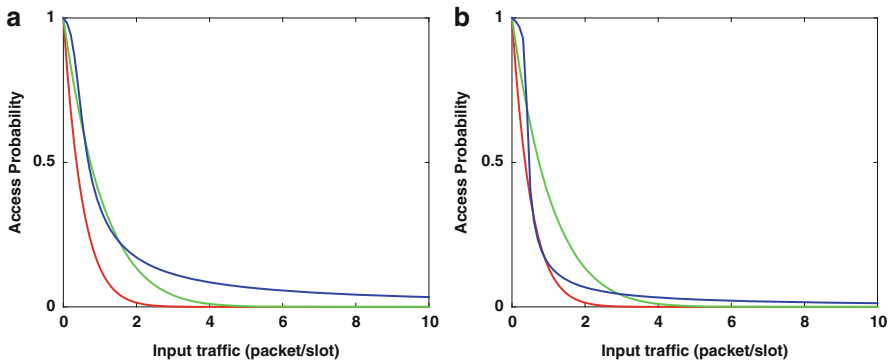 a
1
0.5
0
0 2 4 6 8 10
Access Probability
Input traffic (packet/slot)
b
1
0.5
0
0 2 4 6 8 10
Access Probability
Input traffic (packet/slot)